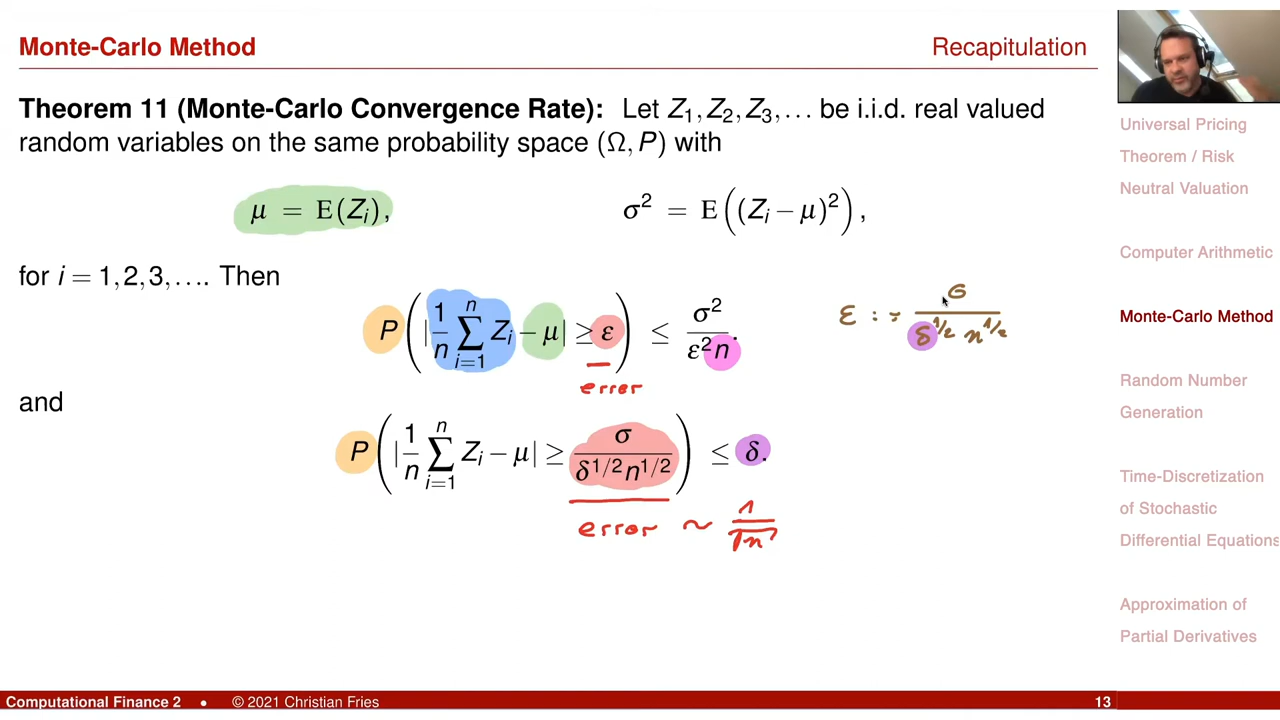 Monte-Carlo Method
Recapitulation
Theorem 11 (Monte-Carlo Convergence Rate): Let Z₁, Z₂, Z₃, … be i.i.d. real valued
random variables on the same probability space (Ω, P) with
μ = E(Zᵢ), σ² = E((Zᵢ − μ)²),
for i = 1,2,3,…. Then
P(|1/n ∑ᵢ₌₁ⁿ Zᵢ − μ| ≥ ε) ≤ σ²/ε²n.
error
ε := σ/δ^1/2 n^1/2
and
P(|1/n ∑ᵢ₌₁ⁿ Zᵢ − μ| ≥ σ/δ^1/2 n^1/2) ≤ δ.
error ~ 1/√n
Universal Pricing
Theorem / Risk
Neutral Valuation
Computer Arithmetic
Monte-Carlo Method
Random Number
Generation
Time-Discretization
of Stochastic
Differential Equations
Approximation of
Partial Derivatives
Computational Finance 2 • © 2021 Christian Fries 13